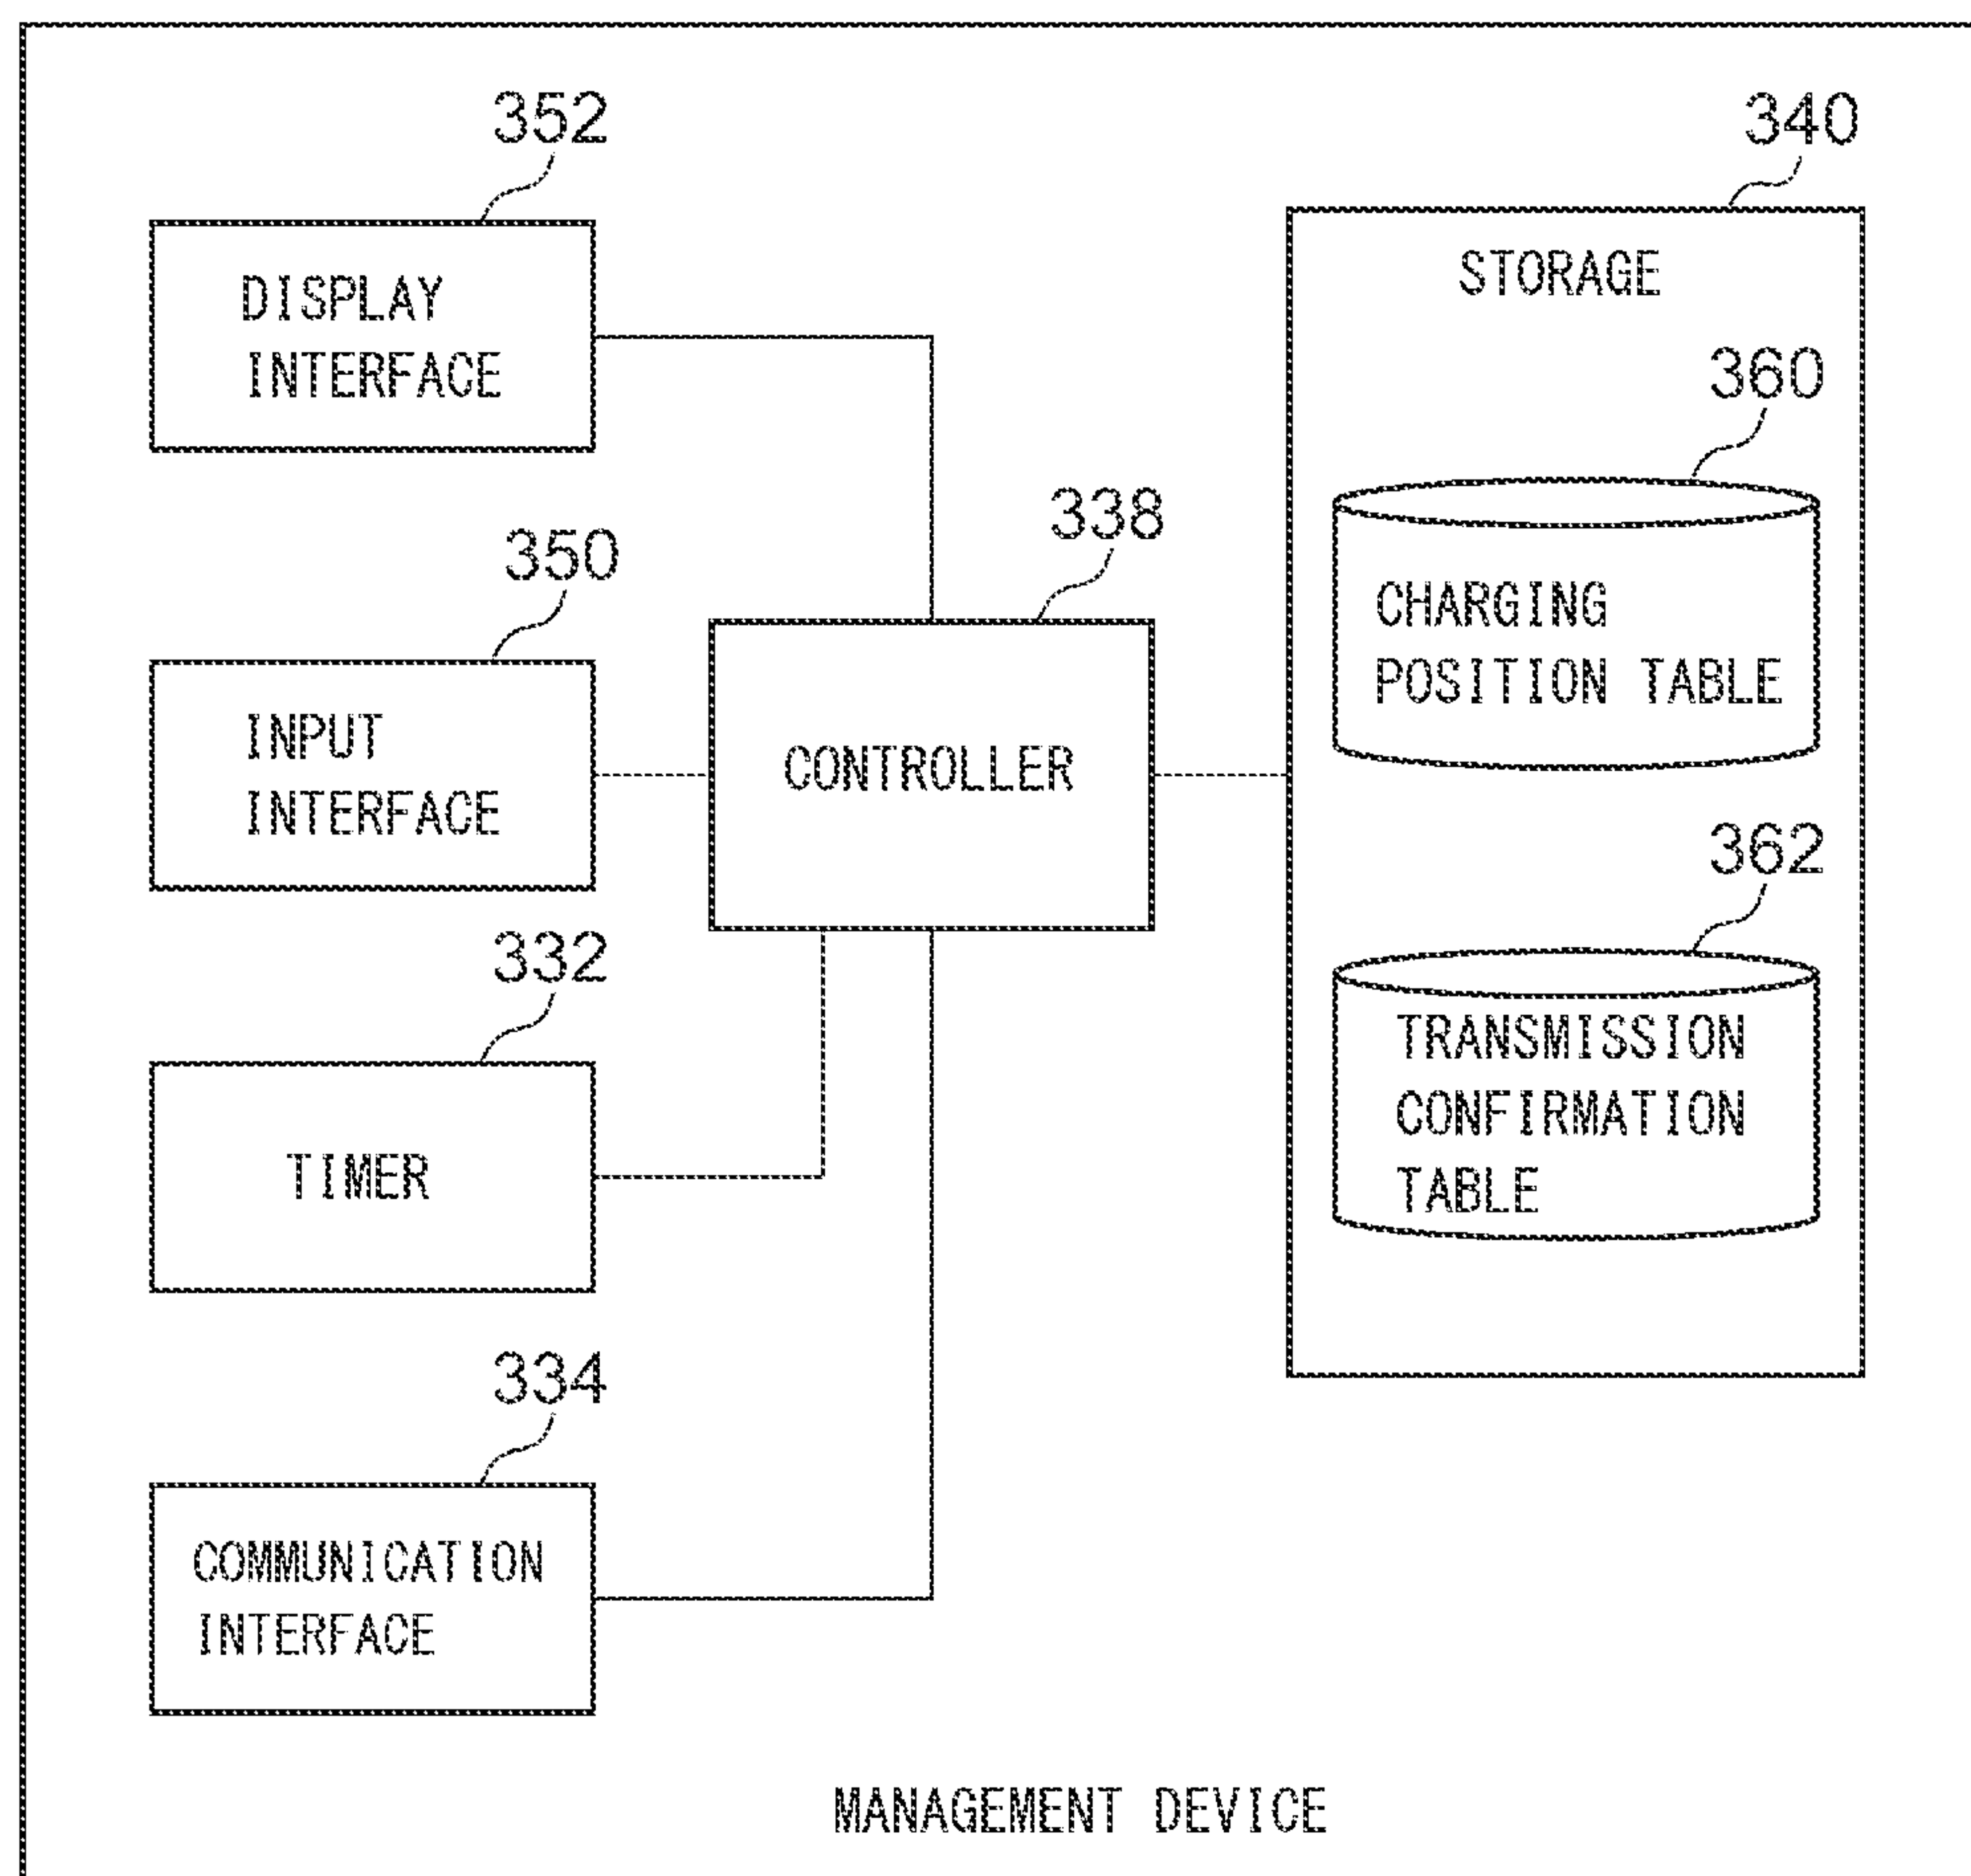 352
DISPLAY
INTERFACE
350
INPUT
INTERFACE
332
TIMER
334
COMMUNICATION
INTERFACE
338
CONTROLLER
340
STORAGE
360
CHARGING
POSITION TABLE
362
TRANSMISSION
CONFIRMATION
TABLE
MANAGEMENT DEVICE